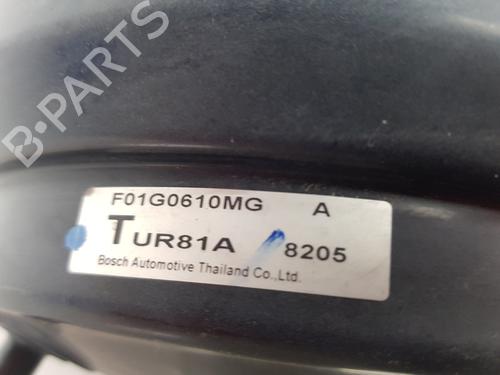 B-PARTS
F01G0610MG A
TUR81A 8205
Bosch Automotive Thailand Co.,Ltd.